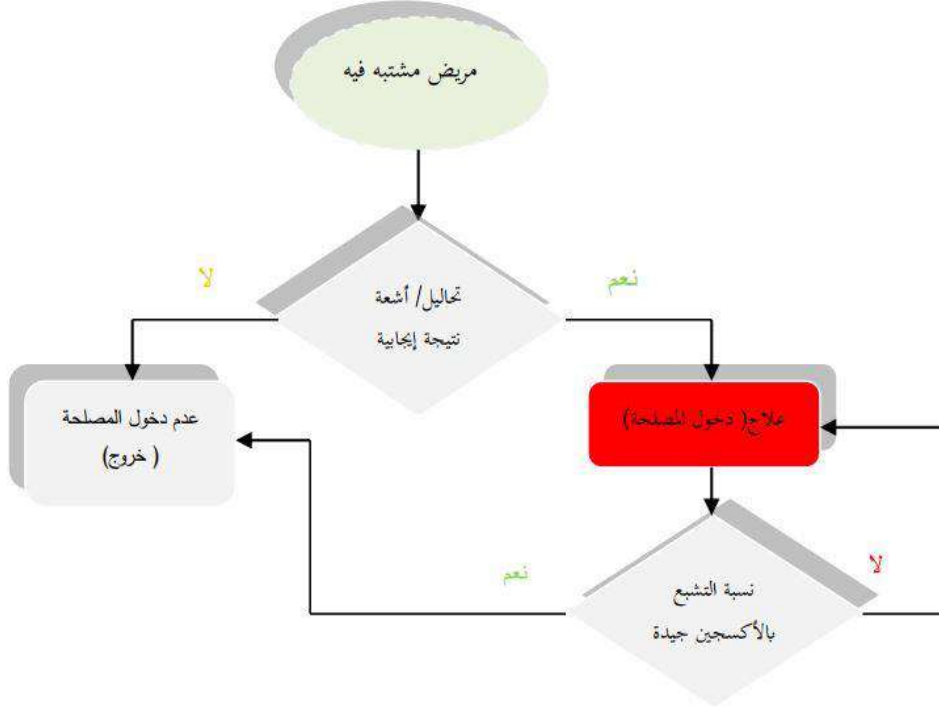 مريض مشتبه فيه
تحاليل/ أشعة
نتيجة إيجابية
نعم
لا
علاج( دخول المصلحة)
عدم دخول المصلحة
( خروج)
نسبة التشبع
بالأكسجين جيدة
لا
نعم